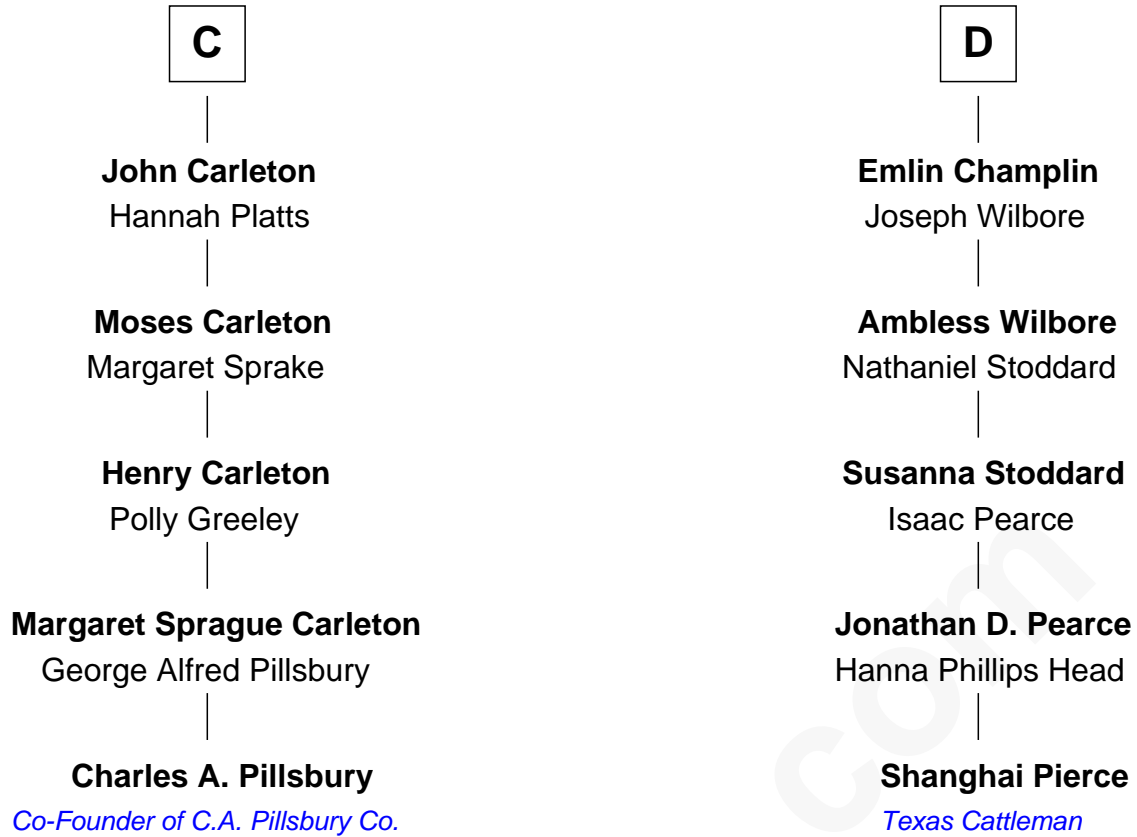 C
John Carleton
Hannah Platts
Moses Carleton
Margaret Sprake
Henry Carleton
Polly Greeley
Margaret Sprague Carleton
George Alfred Pillsbury
Charles A. Pillsbury
Co-Founder of C.A. Pillsbury Co.
D
Emlin Champlin
Joseph Wilbore
Ambless Wilbore
Nathaniel Stoddard
Susanna Stoddard
Isaac Pearce
Jonathan D. Pearce
Hanna Phillips Head
Shanghai Pierce
Texas Cattleman
com